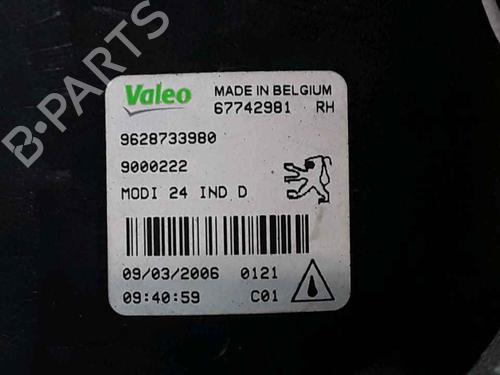 Valeo
MADE IN BELGIUM
67742981 RH
9628733980
9000222
MODI 24 IND D
09/03/2006 0121
09:40:59 C01
B-PARTS